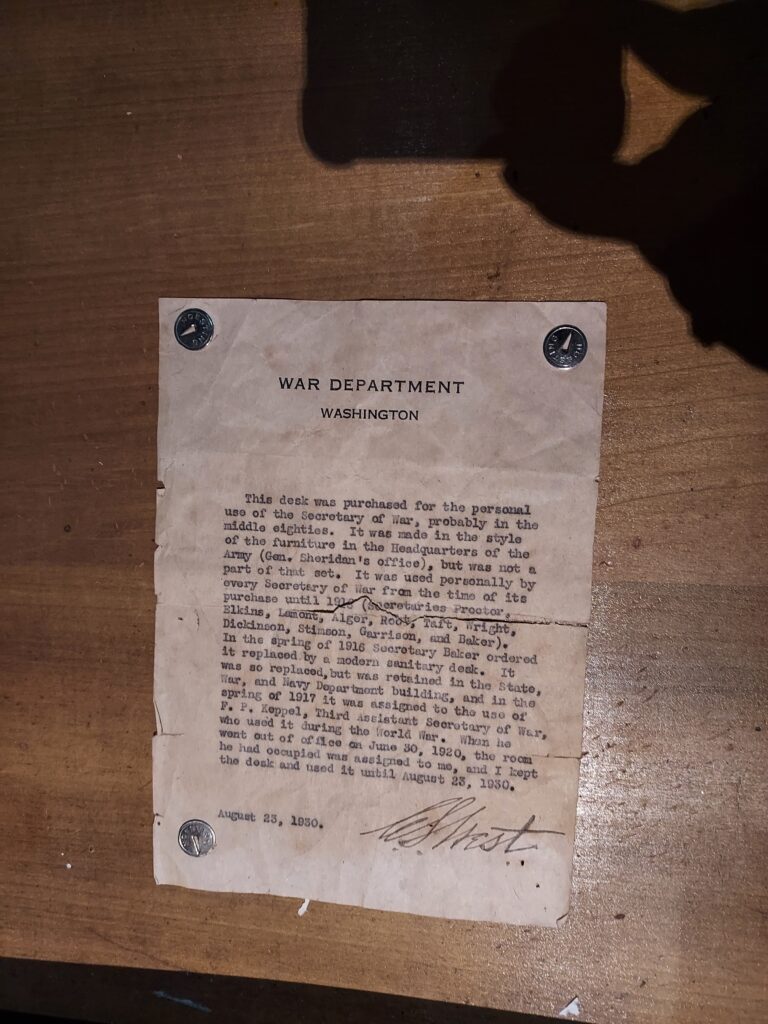 WAR DEPARTMENT
WASHINGTON
This desk was purchased for the personal
use of the Secretary of War, probably in the
middle eighties. It was made in the style
of the furniture in the Headquarters of the
Army (Gen. Sheridan's office), but was not a
part of that set. It was used personally by
every Secretary of War from the time of its
purchase until 1916 (Secretaries Proctor,
Elkins, Lamont, Alger, Root, Taft, Wright,
Dickinson, Stimson, Garrison, and Baker).
In the spring of 1916 Secretary Baker ordered
it replaced by a modern sanitary desk. It
was so replaced, but was retained in the State,
War, and Navy Department building, and in the
spring of 1917 it was assigned to the use of
F. P. Keppel, Third Assistant Secretary of War,
who used it during the World War. When he
went out of office on June 30, 1920, the room
he had occupied was assigned to me, and I kept
the desk and used it until August 23, 1930.
August 23, 1930.
West